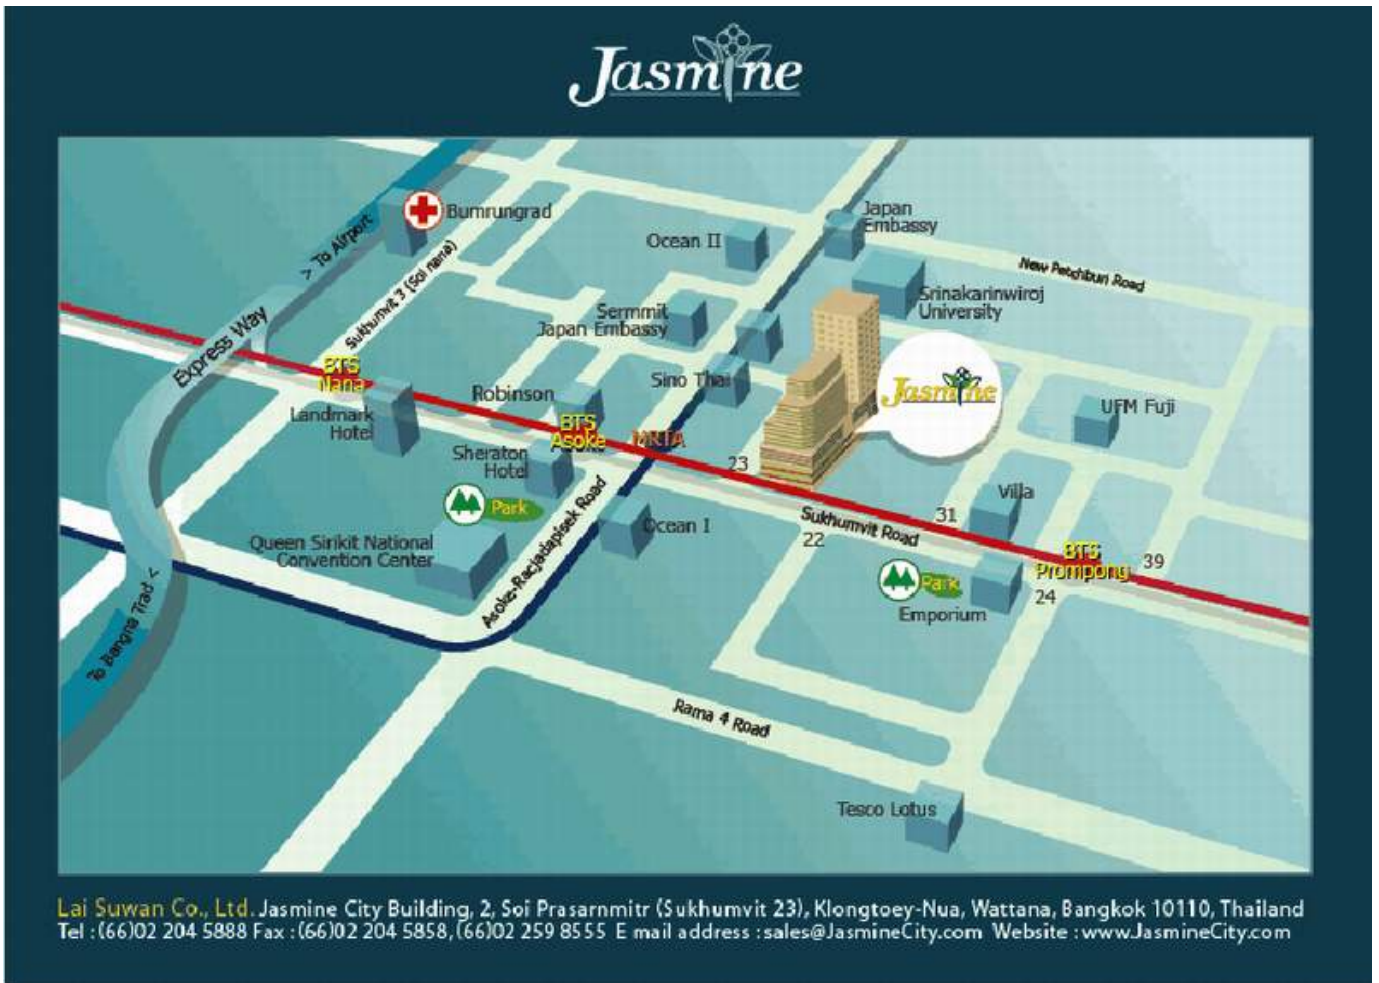 Jasmine
Bumrungrad
Japan
Embassy
Ocean II
> To Airport
Sukhumvit 3 (Soi nana)
New Petchburi Road
Srinakarinwiroj
University
Sermmit
Japan Embassy
Express Way
BTS
Nana
Sino Thai
Jasmine
Robinson
Landmark
Hotel
UFM Fuji
BTS
Asoke
Asoke
MRTA
Sheraton
Hotel
23
Park
Villa
Sukhumvit Road
31
22
Ocean I
Asoke-Racjadapisek Road
Queen Sirikit National
Convention Center
BTS
Prompong
39
Park
24
Emporium
To Bangna Trad <
Rama 4 Road
Tesco Lotus
Lai Suwan Co., Ltd. Jasmine City Building, 2, Soi Prasarnmitr (Sukhumvit 23), Klongtoey-Nua, Wattana, Bangkok 10110, Thailand
Tel : (66)02 204 5888 Fax : (66)02 204 5858, (66)02 259 8555 E mail address : sales@JasmineCity.com Website : www.JasmineCity.com